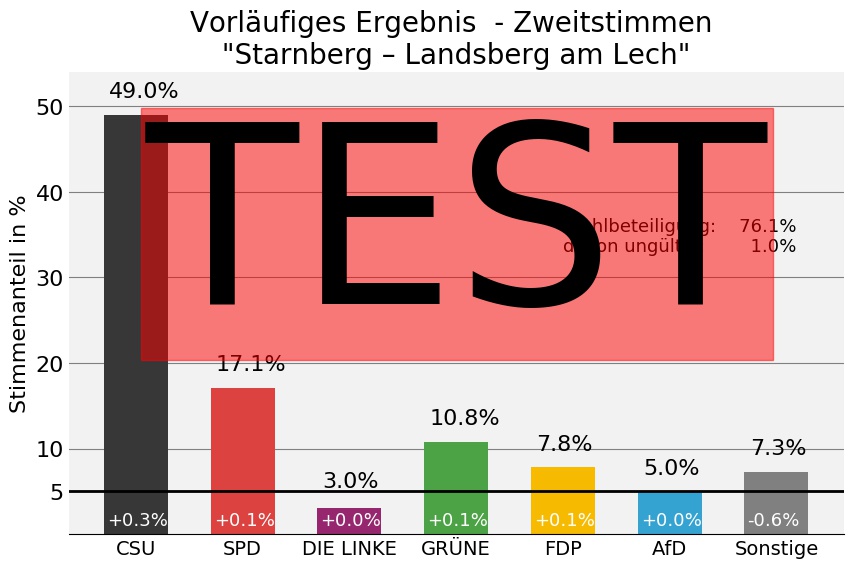 Vorläufiges Ergebnis  - Zweitstimmen
"Starnberg – Landsberg am Lech"
Stimmenanteil in %
50
40
30
20
10
5
TEST
76.1%
1.0%
49.0%
17.1%
3.0%
10.8%
7.8%
5.0%
7.3%
+0.3%
+0.1%
+0.0%
+0.1%
+0.1%
+0.0%
-0.6%
CSU
SPD
DIE LINKE
GRÜNE
FDP
AfD
Sonstige